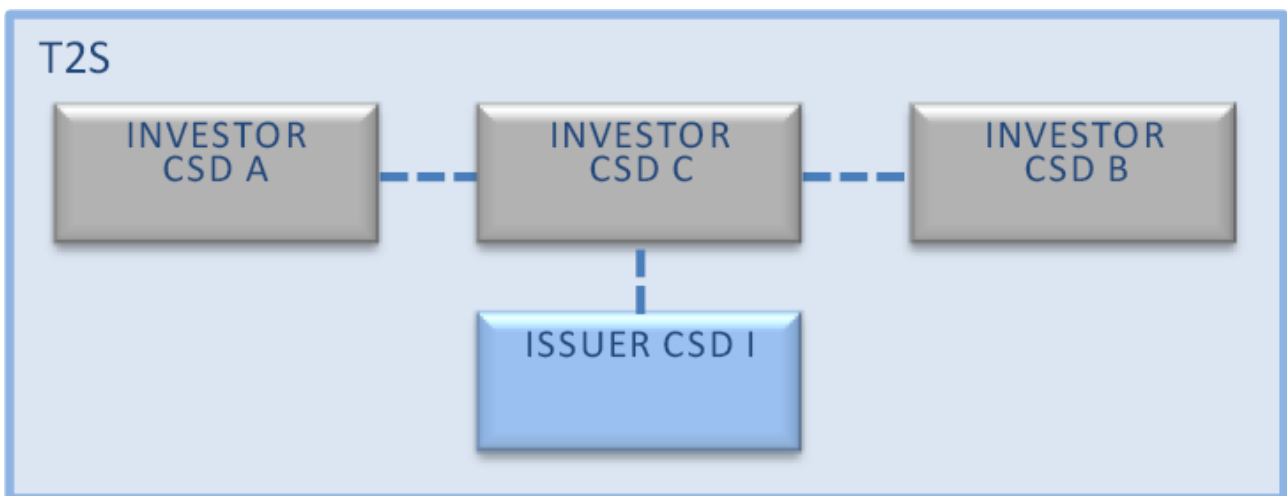 T2S
INVESTOR
CSD A
INVESTOR
CSD C
INVESTOR
CSD B
ISSUER CSD I